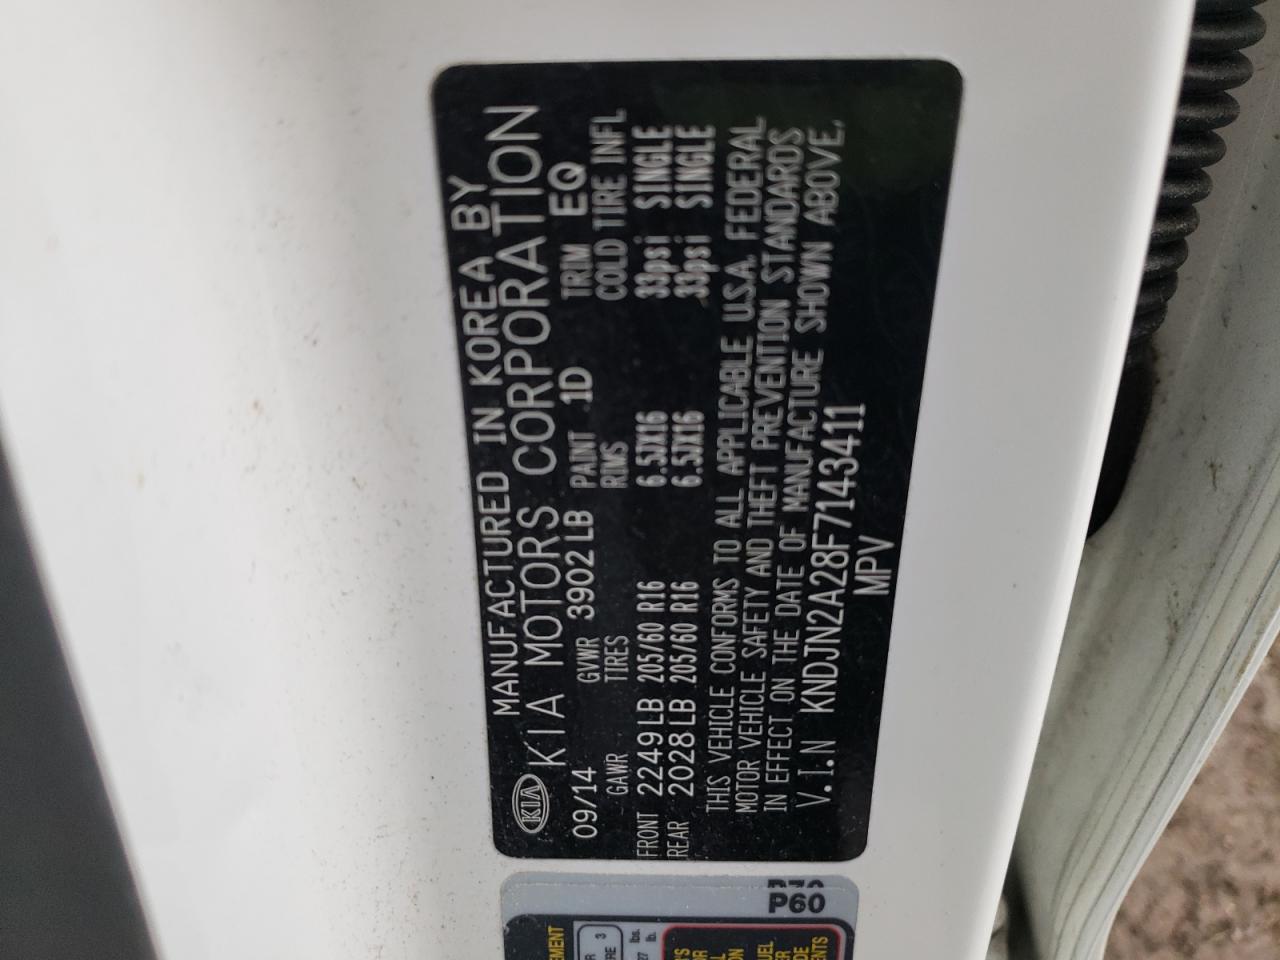 MANUFACTURED IN KOREA BY
KIA KIA MOTORS CORPORATION
09/14 GVWR 3902LB PAINT 1D TRIM EQ
GAWR TIRES RIMS COLD TIRE INFL
FRONT 2249LB 205/60 R16 6.5JX16 33psi SINGLE
REAR 2028LB 205/60 R16 6.5JX16 33psi SINGLE
THIS VEHICLE CONFORMS TO ALL APPLICABLE U.S.A. FEDERAL
MOTOR VEHICLE SAFETY AND THEFT PREVENTION STANDARDS
IN EFFECT ON THE DATE OF MANUFACTURE SHOWN ABOVE.
V.I.N KNDJN2A28F7143411
MPV
P60